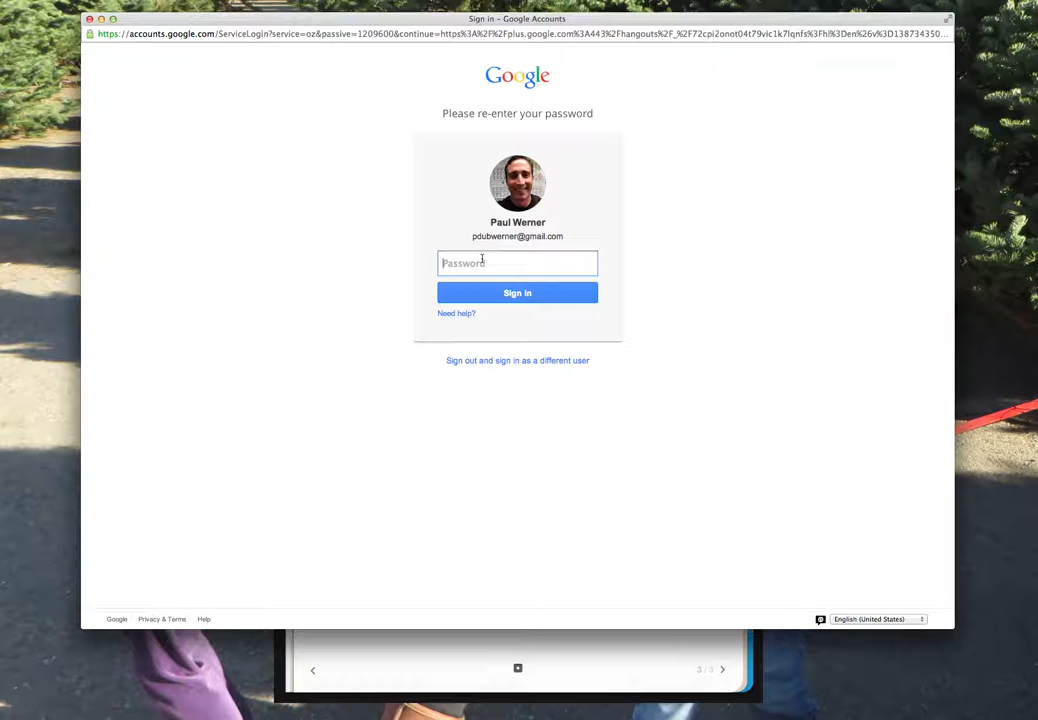 Sign in - Google Accounts
https://accounts.google.com/ServiceLogin?service=oz&passive=1209600&continue=https%3A%2F%2Fplus.google.com%3A443%2Fhangouts%2F_%2F72cpi2onot04t79vic1k7lqnfs%3Fhl%3Den%26v%3D138734350...
Google
Please re-enter your password
Paul Werner
pdubwerner@gmail.com
Password
Sign in
Need help?
Sign out and sign in as a different user
Google Privacy & Terms Help English (United States)
3 / 3